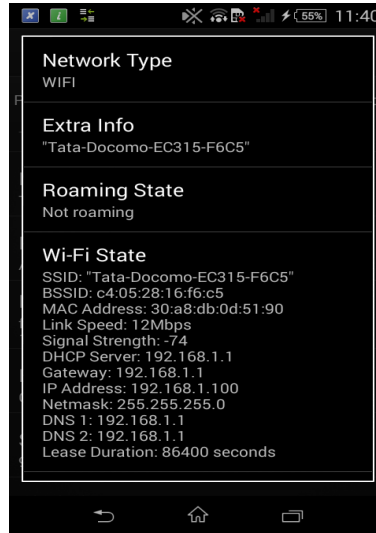 55%
11:40
Network Type
WIFI
Extra Info
"Tata-Docomo-EC315-F6C5"
Roaming State
Not roaming
Wi-Fi State
SSID: "Tata-Docomo-EC315-F6C5"
BSSID: c4:05:28:16:f6:c5
MAC Address: 30:a8:db:0d:51:90
Link Speed: 12Mbps
Signal Strength: -74
DHCP Server: 192.168.1.1
Gateway: 192.168.1.1
IP Address: 192.168.1.100
Netmask: 255.255.255.0
DNS 1: 192.168.1.1
DNS 2: 192.168.1.1
Lease Duration: 86400 seconds